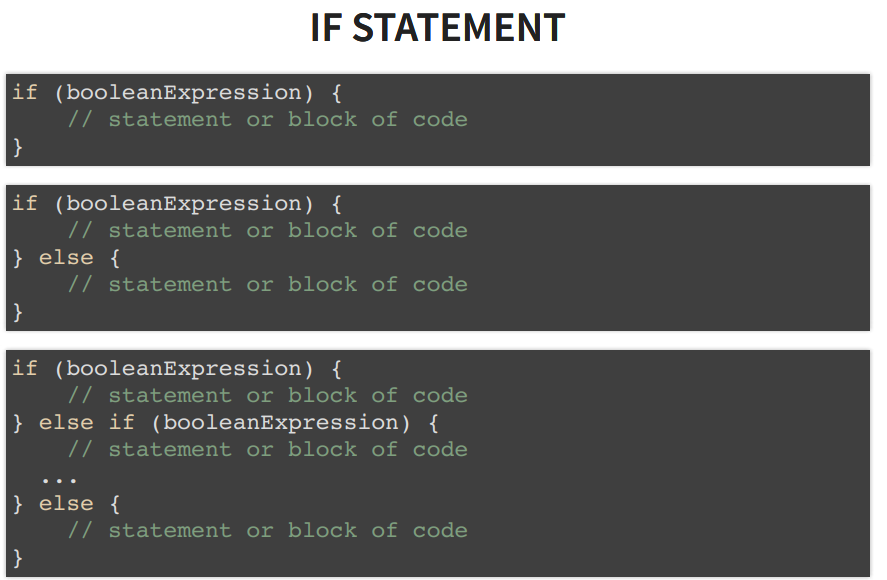 IF STATEMENT
if (booleanExpression) {
    // statement or block of code
}
if (booleanExpression) {
    // statement or block of code
} else {
    // statement or block of code
}
if (booleanExpression) {
    // statement or block of code
} else if (booleanExpression) {
    // statement or block of code
  ...
} else {
    // statement or block of code
}